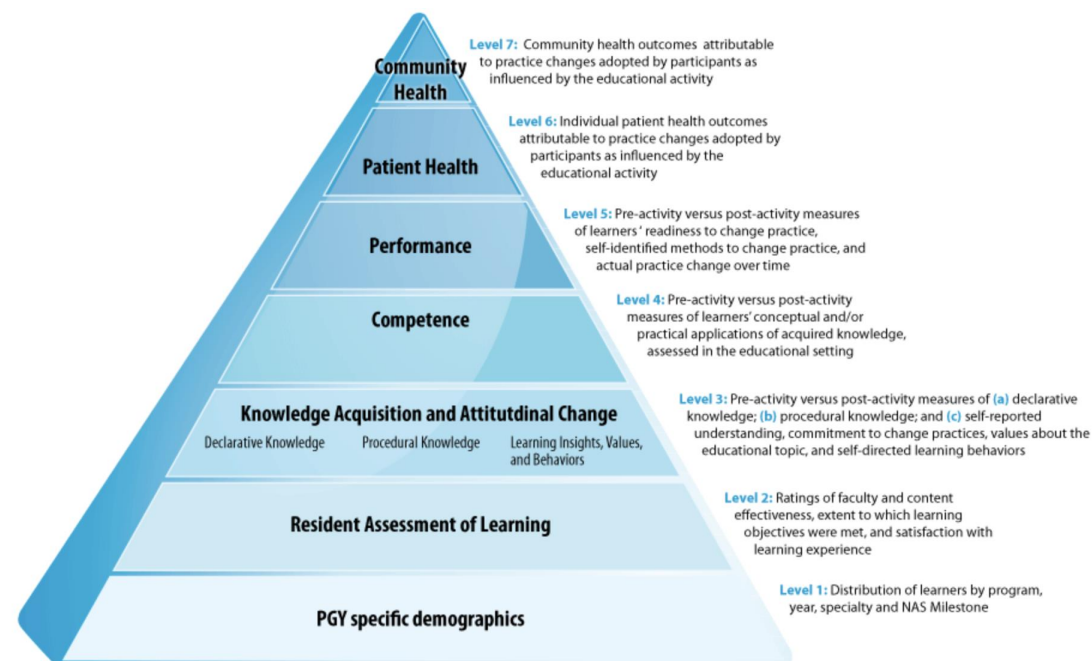 Community
Health
Level 7: Community health outcomes attributable
to practice changes adopted by participants as
influenced by the educational activity
Patient Health
Level 6: Individual patient health outcomes
attributable to practice changes adopted by
participants as influenced by the
educational activity
Performance
Level 5: Pre-activity versus post-activity measures
of learners' readiness to change practice,
self-identified methods to change practice, and
actual practice change over time
Competence
Level 4: Pre-activity versus post-activity
measures of learners' conceptual and/or
practical applications of acquired knowledge,
assessed in the educational setting
Knowledge Acquisition and Attitutdinal Change
Declarative Knowledge
Procedural Knowledge
Learning Insights, Values,
and Behaviors
Level 3: Pre-activity versus post-activity measures of (a) declarative
knowledge; (b) procedural knowledge; and (c) self-reported
understanding, commitment to change practices, values about the
educational topic, and self-directed learning behaviors
Resident Assessment of Learning
Level 2: Ratings of faculty and content
effectiveness, extent to which learning
objectives were met, and satisfaction with
learning experience
PGY specific demographics
Level 1: Distribution of learners by program,
year, specialty and NAS Milestone